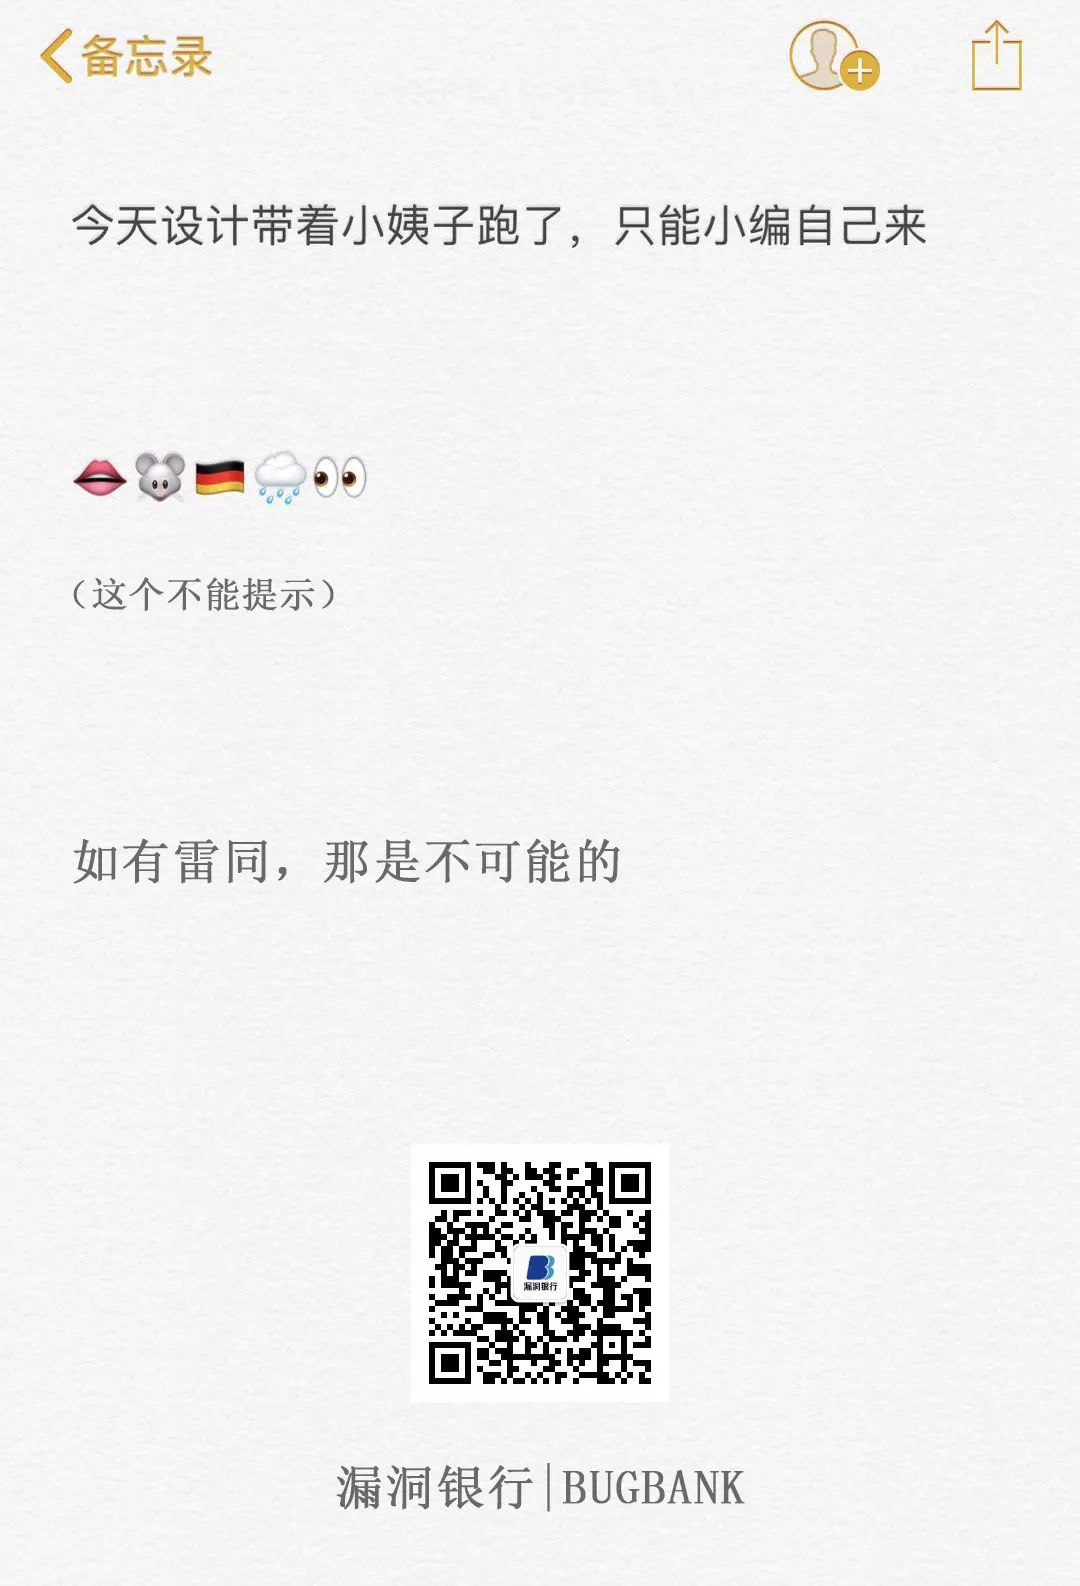 备忘录
今天设计带着小姨子跑了，只能小编自己来
👄🐭🇩🇪🌧️👀
（这个不能提示）
如有雷同，那是不可能的
漏洞银行
漏洞银行|BUGBANK